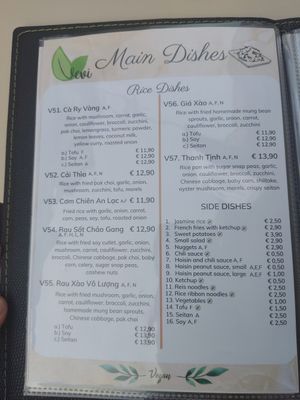 Vevi
Main Dishes
Rice Dishes
V51. Cà Ry Vàng A, F
Rice with mushroom, carrot, garlic,
onion, cauliflower, broccoli, zucchini,
pak choi, lemongrass, turmeric powder,
lemon leaves, coconut milk,
yellow curry, roasted onion
a.) Tofu F € 11,90
b) Soy A, F € 12,90
c) Seitan A € 12,90
V52. Cải Thìa A, F, N € 12,90
Rice with fried pak choi, garlic, onion,
mushroom, zucchini, tofu, morels
V53. Cơm Chiên An Lạc A,F € 11,90
Fried rice with garlic, onion, carrot,
corn, peas, soy, tofu, roasted onion
V54. Rau Sốt Chảo Gang € 12,90
A, F, H, L, N
Rice with fried soy cutlet, garlic, onion,
mushroom, carrot, cauliflower, zucchini,
broccoli, Chinese cabbage, pak choi, baby
corn, celery, sugar snap peas,
cashew nuts
V55. Rau Xào Vô Lượng A, F, N
Rice with fried mushroom, garlic, onion,
carrot, cauliflower, broccoli, zucchini,
homemade mung bean sprouts,
Chinese cabbage, pak choi
a) Tofu € 12,90
b) Soy € 13,90
c) Seitan € 13,90
V56. Giá Xào A, F, N
Rice with fried homemade mung bean
sprouts, garlic, onion, carrot,
cauliflower, broccoli, zucchini
a) Tofu € 11,90
b) Soy € 12,90
c) Seitan € 12,90
V57. Thanh Tịnh A, F, N € 13,90
Rice with sugar snap peas, garlic,
onion, cauliflower, broccoli, zucchini,
Chinese cabbage, baby corn, shiitake,
oyster mushroom, morels, crispy seitan
SIDE DISHES
1. Jasmine rice € 2,50
2. French fries with ketchup € 2,90
3. Sweet potatoes € 3,90
4. Small salad € 2,90
5. Nuggets A, F € 2,90
6. Chili sauce € 0,50
7. Hoisin and chili sauce A,F € 0,50
8. Hoisin peanut sauce, small A,E,F € 0,50
9. Hoisin peanut sauce, large A,E,F € 1,00
10. Ketchup € 0,50
11. Reis noodles € 2,50
12. Rice ribbon noodles € 2,50
13. Vegetables € 1,00
14. Tofu F € 1,50
15. Seitan A € 2,50
16. Soy A, F € 2,50
Vegan